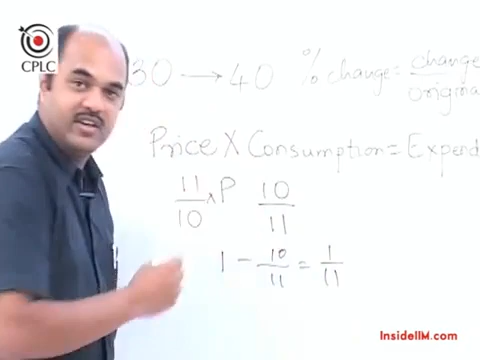 CPLC
30 → 40 % change = change
original
Price X Consumption = Expend
11/10 x P 10/11
1 - 10/11 = 1/11
InsideIIM.com